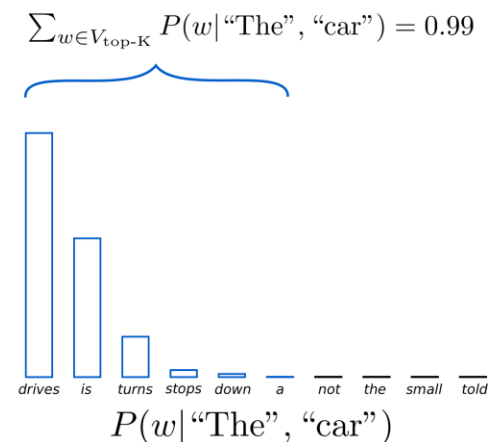 ∑w∈Vtop-K P(w|“The”, “car”) = 0.99
drives is turns stops down a not the small told
P(w|“The”, “car”)